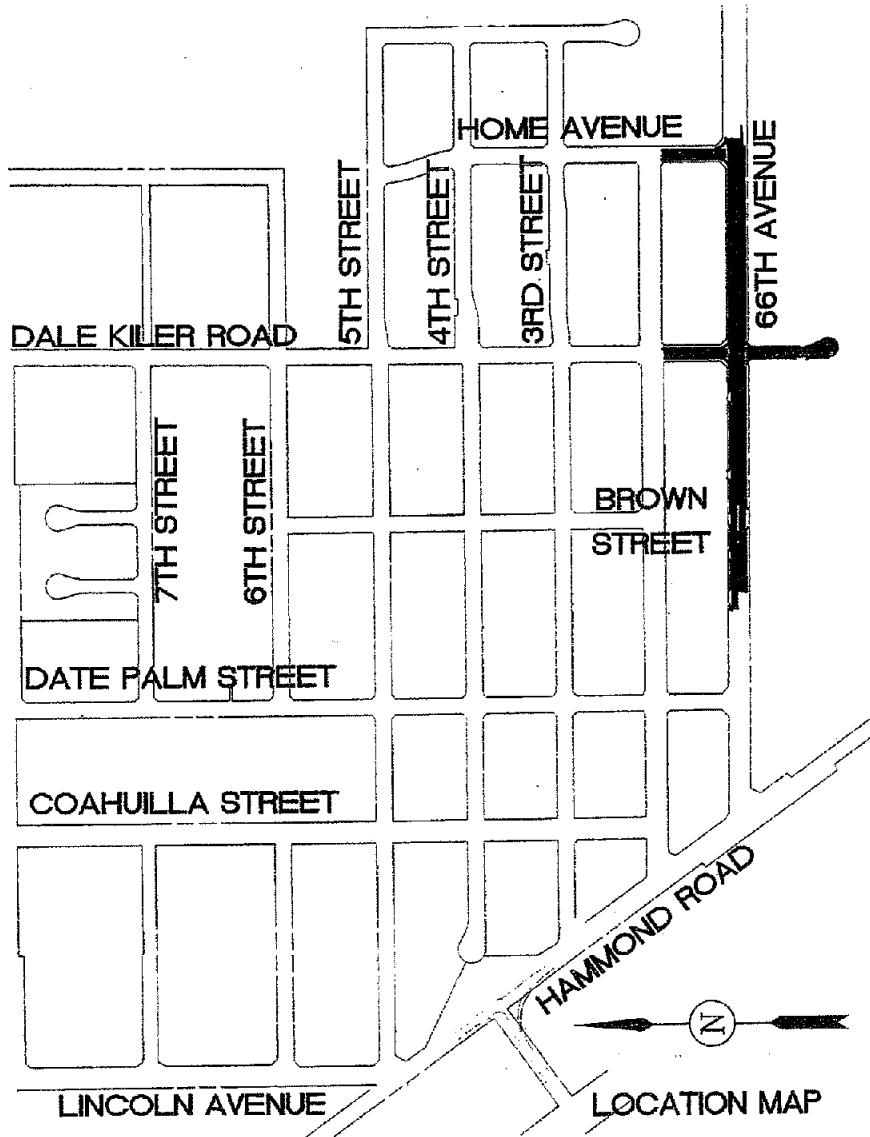 HOME AVENUE
66TH AVENUE
5TH STREET
4TH STREET
3RD STREET
DALE KILER ROAD
7TH STREET
6TH STREET
BROWN
STREET
DATE PALM STREET
COAHUILLA STREET
HAMMOND ROAD
N
LINCOLN AVENUE
LOCATION MAP